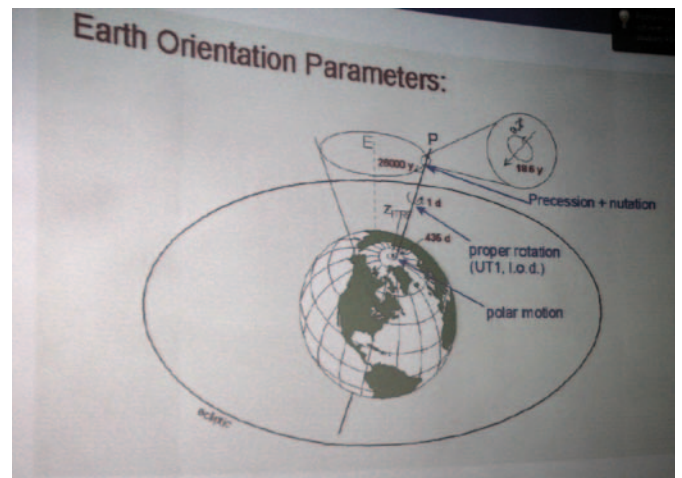 Earth Orientation Parameters:
E
P
26000 y
18.6 y
Precession + nutation
1 d
435 d
proper rotation
(UT1, l.o.d.)
polar motion
ecliptic